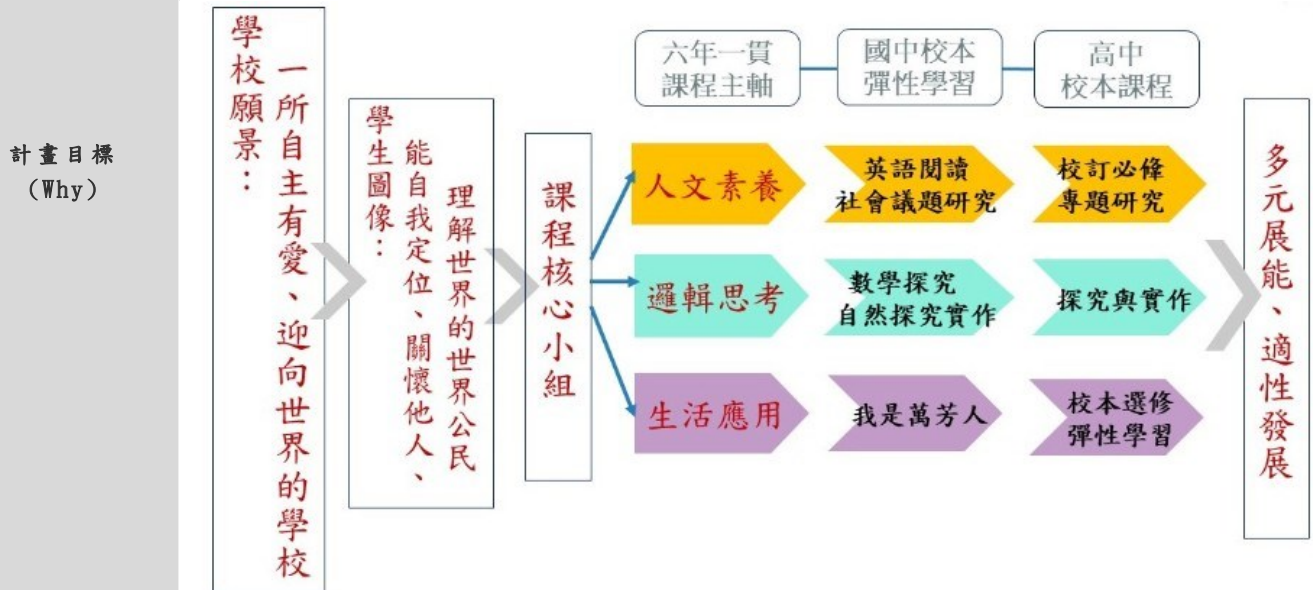 計畫目標
(Why)
學校願景：
一所自主有愛、迎向世界的學校
學生圖像：
能自我定位、關懷他人、
理解世界的世界公民
課程核心小組
六年一貫
課程主軸
國中校本
彈性學習
高中
校本課程
人文素養
英語閱讀
社會議題研究
校訂必修
專題研究
邏輯思考
數學探究
自然探究實作
探究與實作
生活應用
我是萬芳人
校本選修
彈性學習
多元展能、適性發展